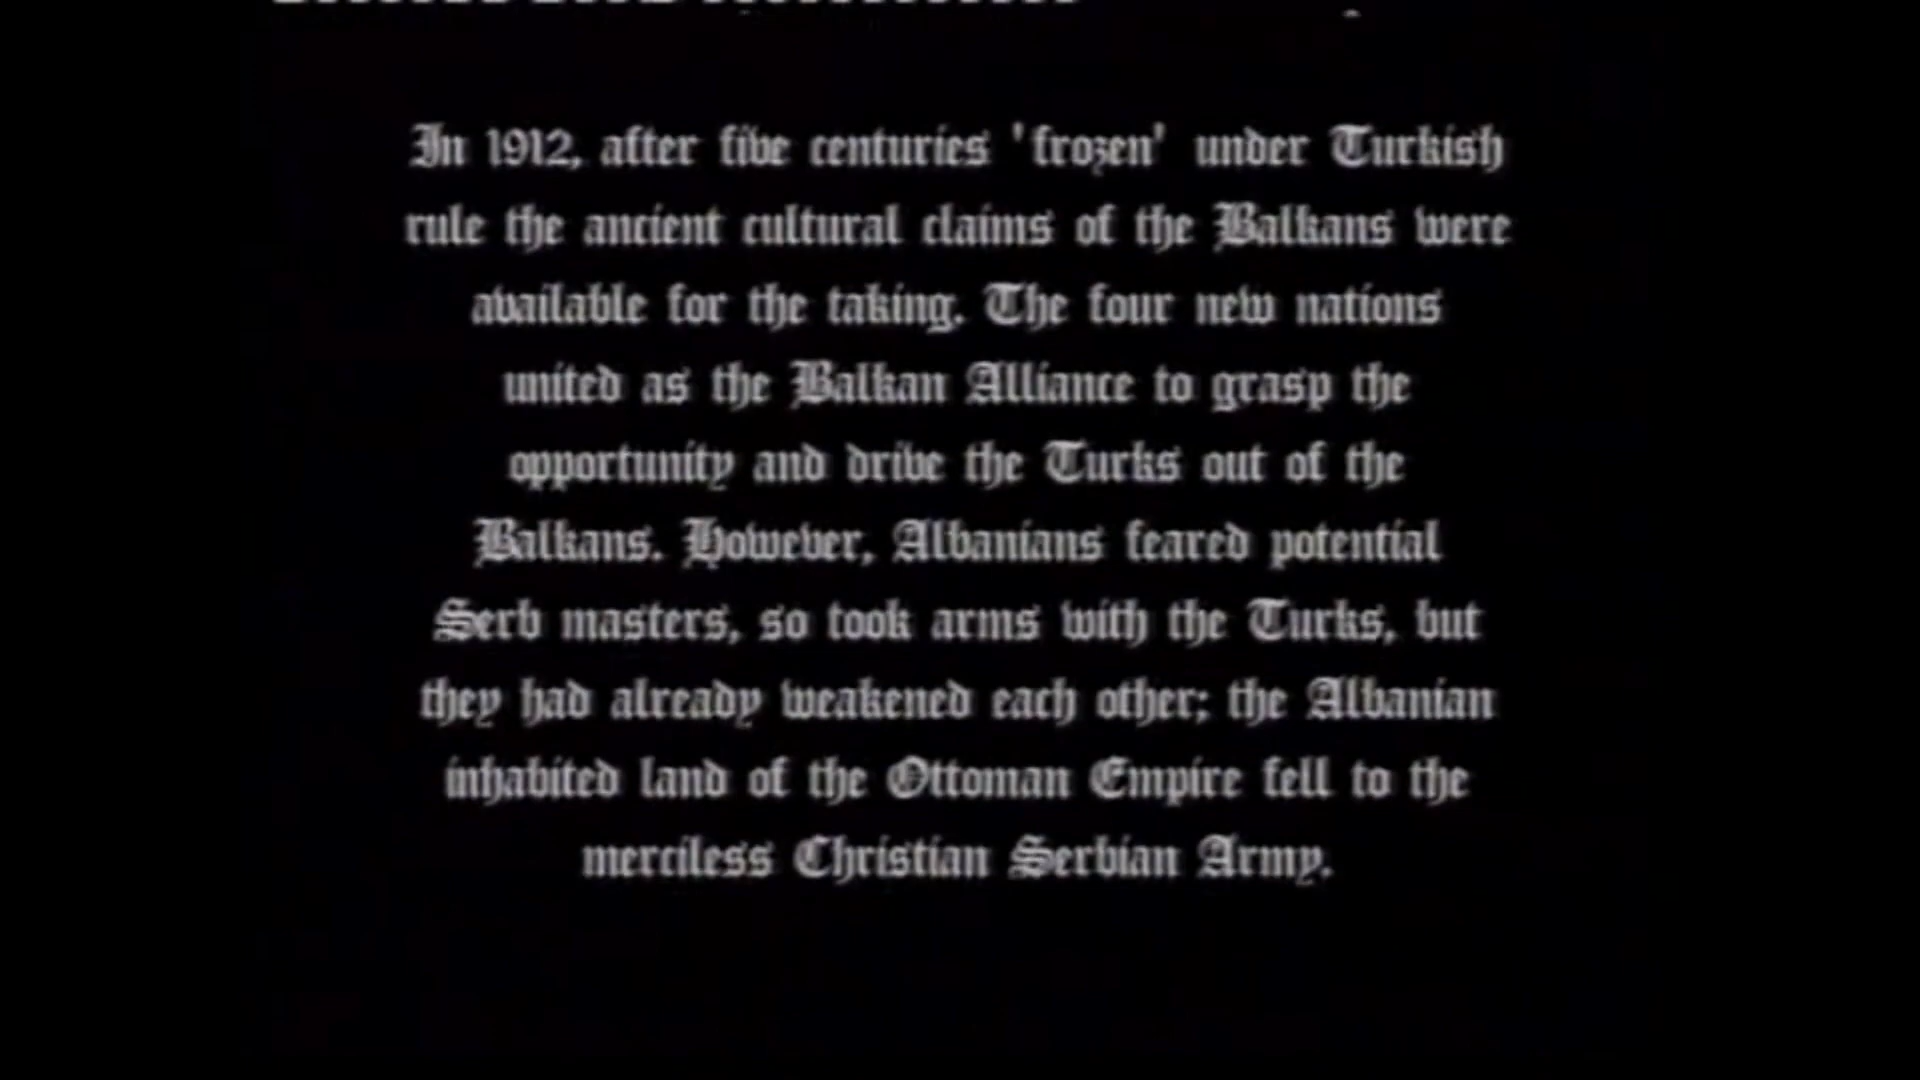 In 1912, after five centuries 'frozen' under Turkish
rule the ancient cultural claims of the Balkans were
available for the taking. The four new nations
united as the Balkan Alliance to grasp the
opportunity and drive the Turks out of the
Balkans. However, Albanians feared potential
Serb masters, so took arms with the Turks, but
they had already weakened each other; the Albanian
inhabited land of the Ottoman Empire fell to the
merciless Christian Serbian Army.